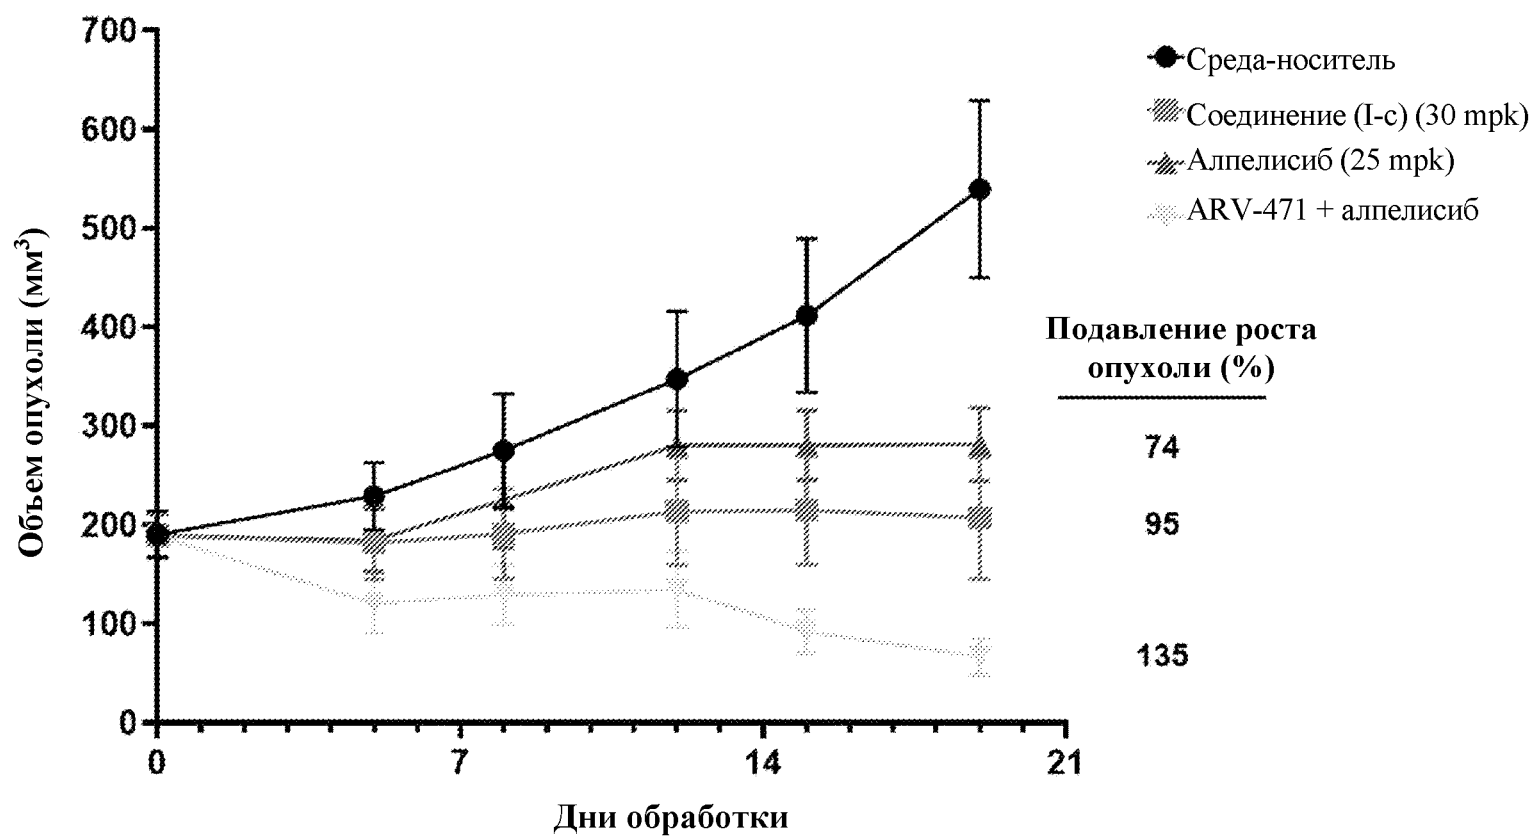 700
600
500
400
300
200
100
0
Объем опухоли (мм³)
0
7
14
21
Дни обработки
Среда-носитель
Соединение (I-c) (30 mpk)
Алпелисиб (25 mpk)
ARV-471 + алпелисиб
Подавление роста
опухоли (%)
74
95
135